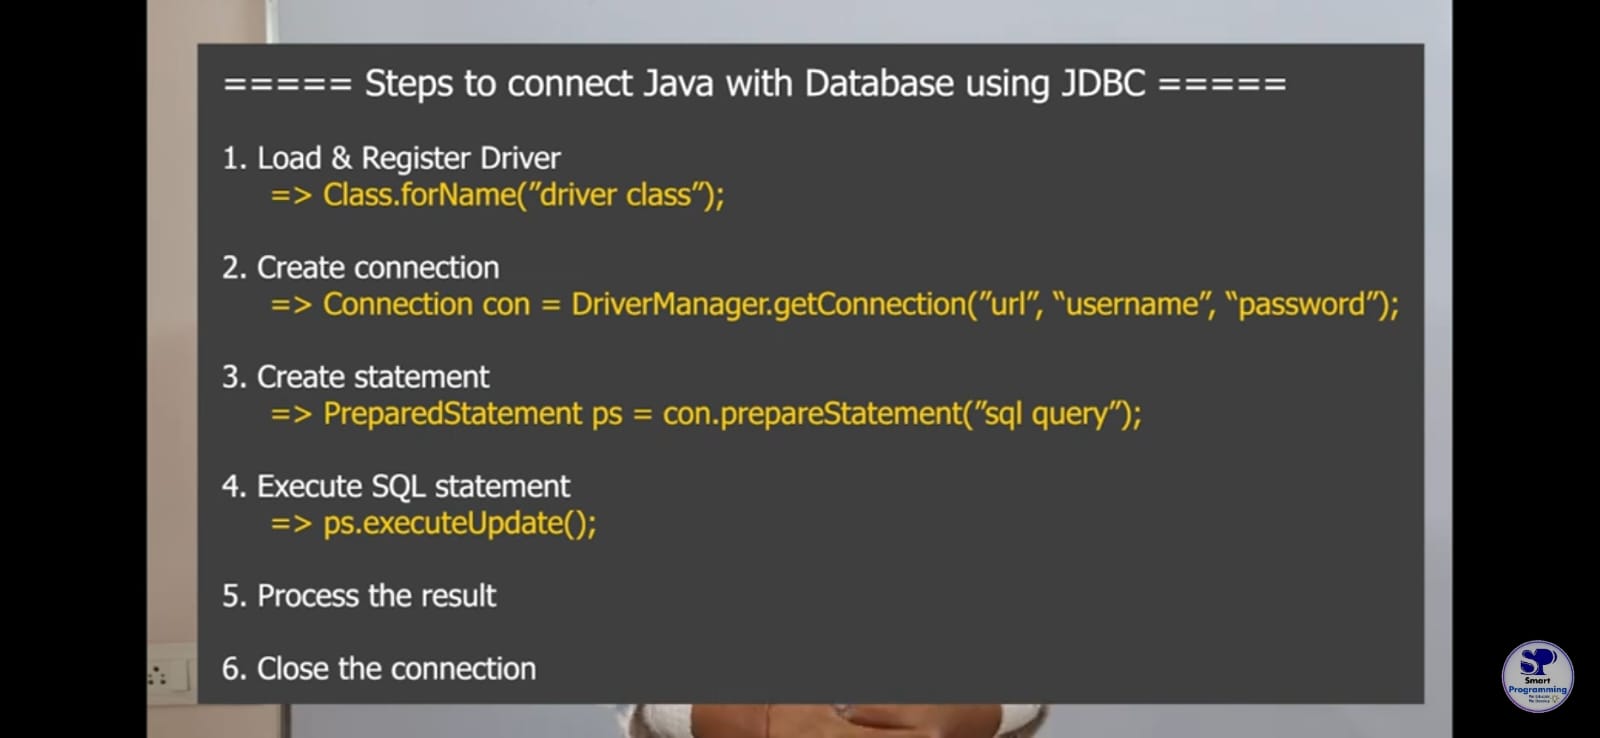 ===== Steps to connect Java with Database using JDBC =====
1. Load & Register Driver
=> Class.forName(”driver class”);
2. Create connection
=> Connection con = DriverManager.getConnection(”url”, “username”, “password”);
3. Create statement
=> PreparedStatement ps = con.prepareStatement(”sql query”);
4. Execute SQL statement
=> ps.executeUpdate();
5. Process the result
6. Close the connection
SP
Smart
Programming